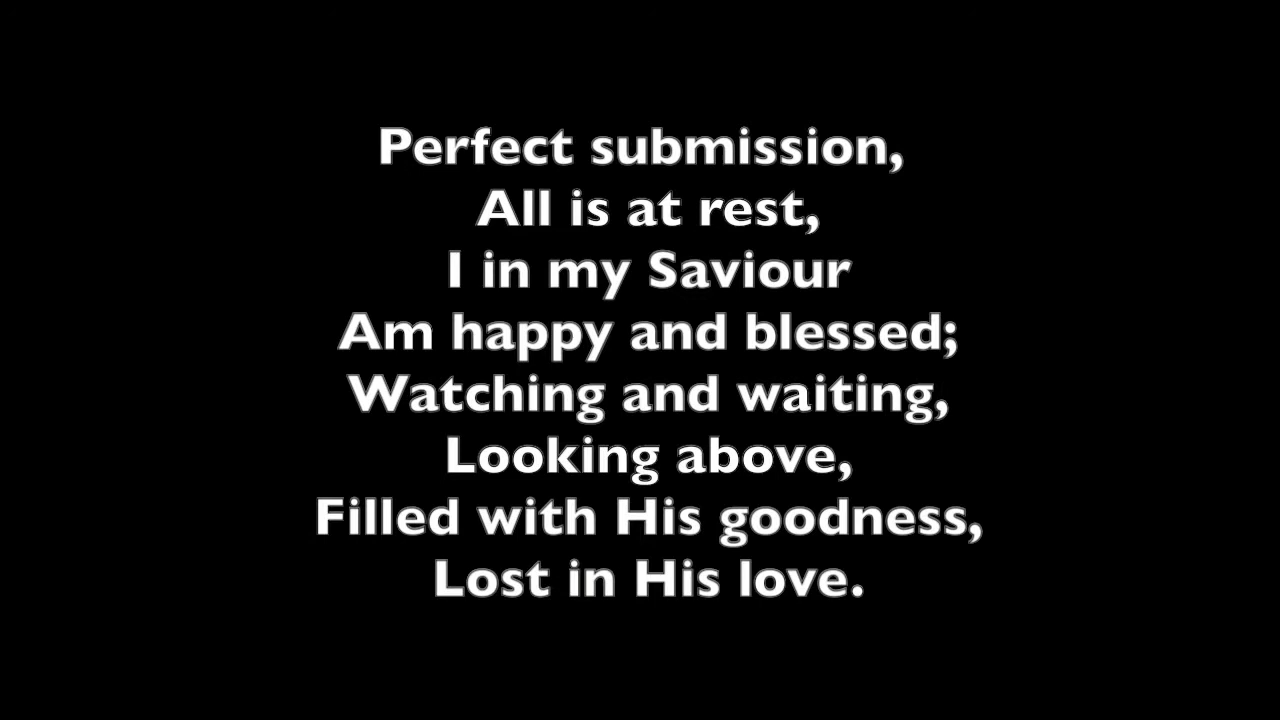 Perfect submission,
All is at rest,
I in my Saviour
Am happy and blessed;
Watching and waiting,
Looking above,
Filled with His goodness,
Lost in His love.